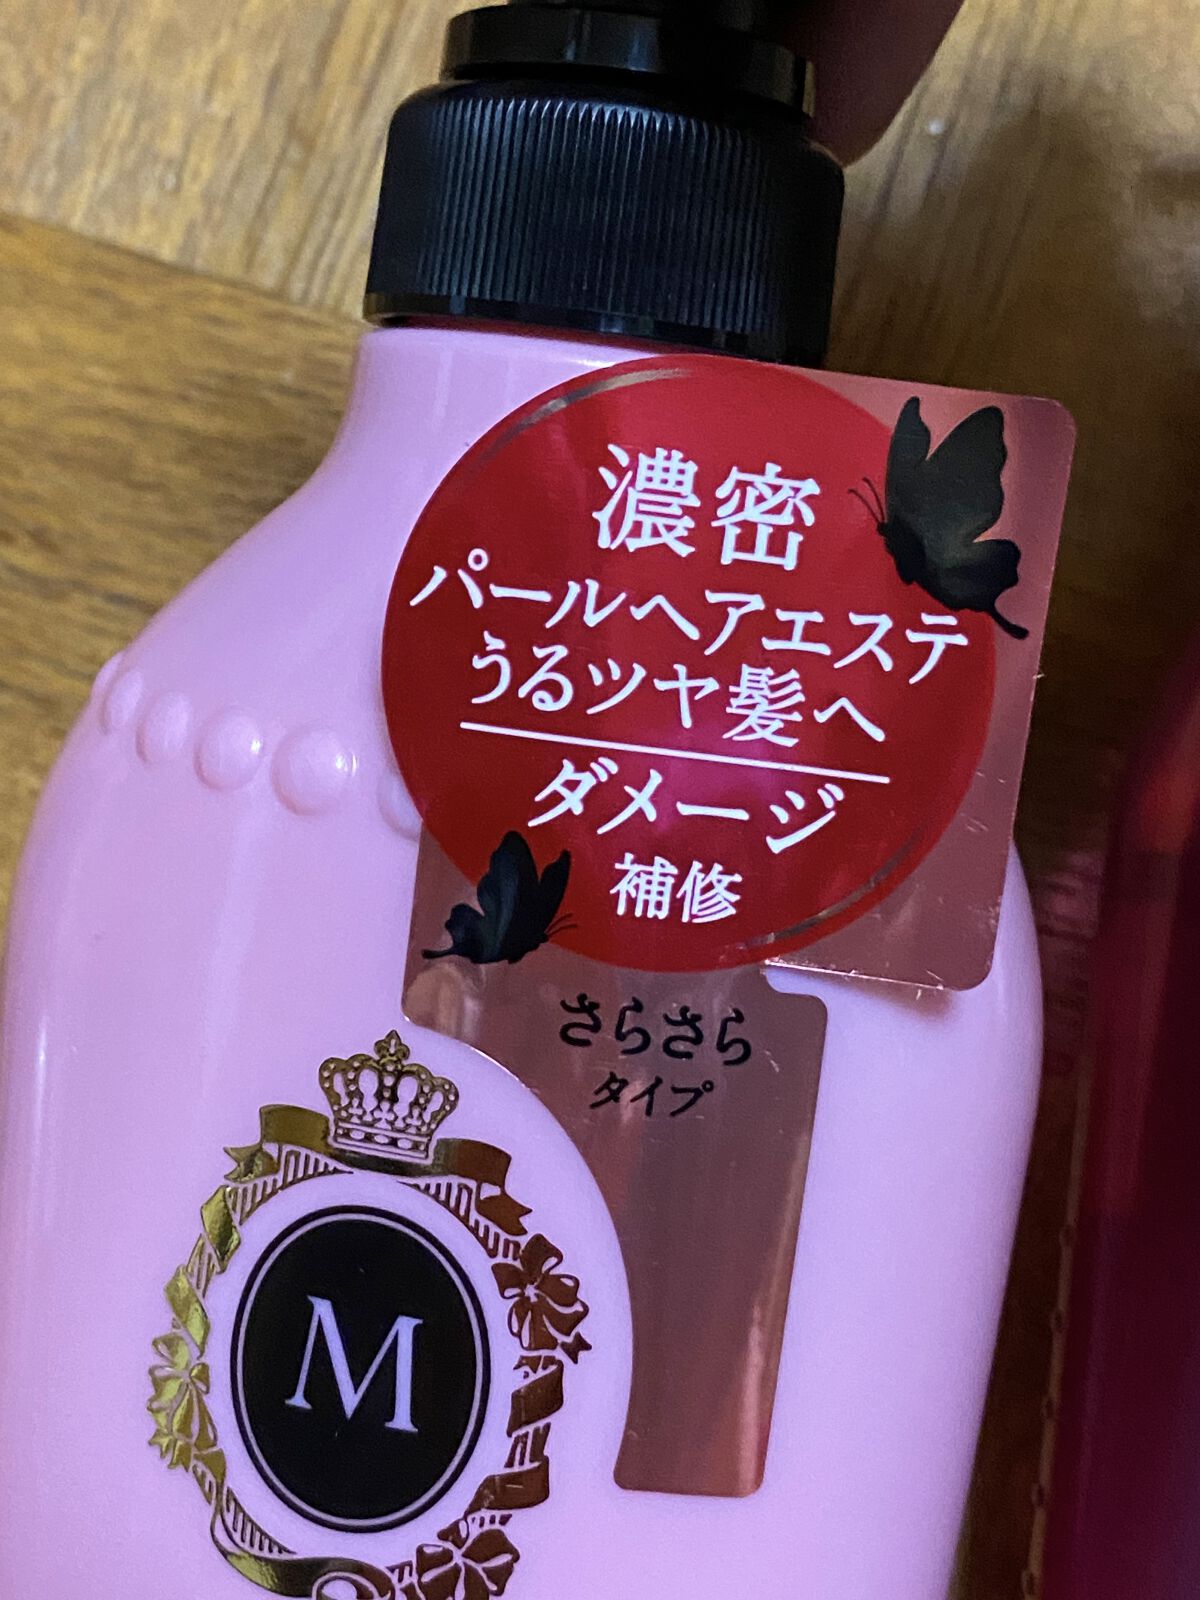 濃密
パールヘアエステ
うるツヤ髪へ
ダメージ
補修
さらさら
タイプ
M